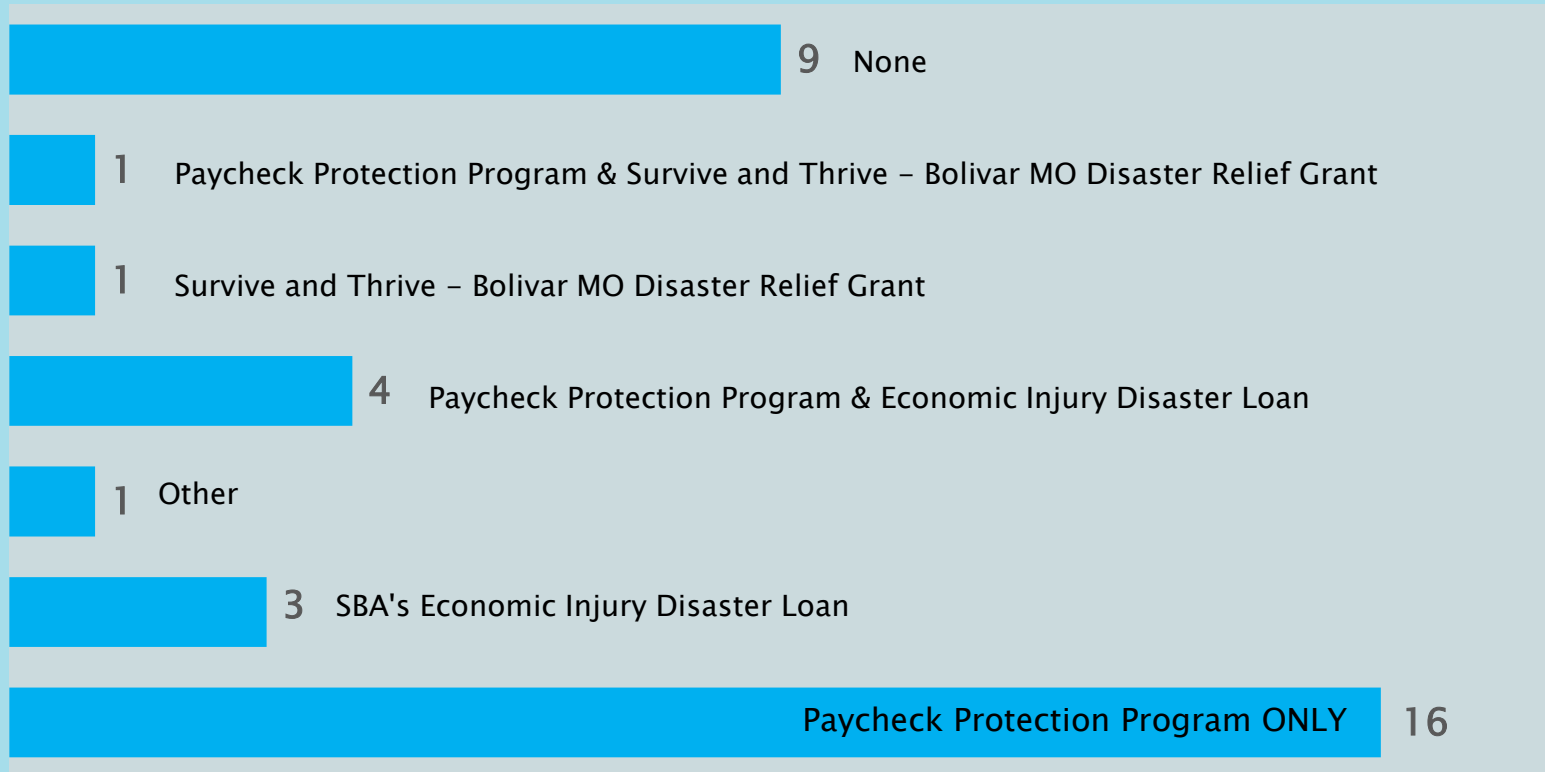 9 None
1 Paycheck Protection Program & Survive and Thrive - Bolivar MO Disaster Relief Grant
1 Survive and Thrive - Bolivar MO Disaster Relief Grant
4 Paycheck Protection Program & Economic Injury Disaster Loan
1 Other
3 SBA's Economic Injury Disaster Loan
Paycheck Protection Program ONLY 16